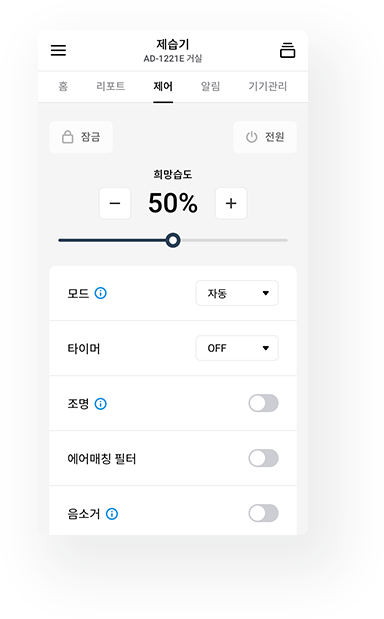 제습기
AD-1221E 거실
홈 리포트 제어 알림 기기관리
잠금 전원
희망습도
− 50% +
모드 자동
타이머 OFF
조명
에어매칭 필터
음소거